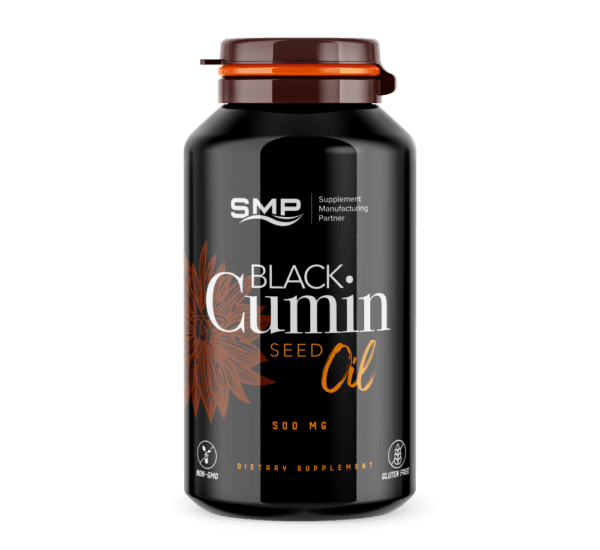 SMP
Supplement
Manufacturing
Partner
BLACK
Cumin
SEED Oil
500 MG
DIETARY SUPPLEMENT
NON-GMO
GLUTEN FREE